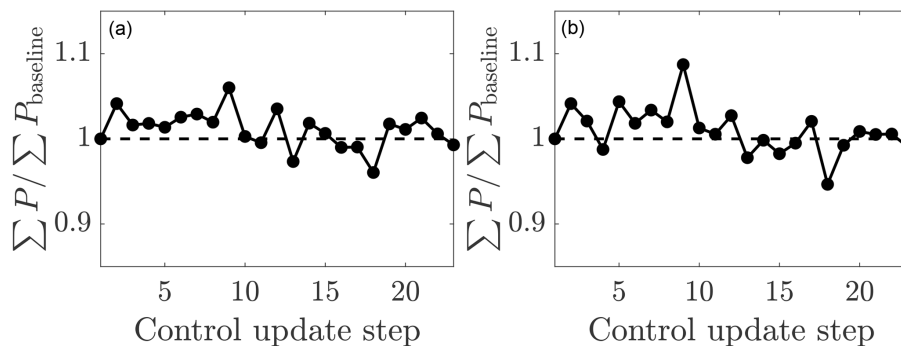 (a)
1.1
1
0.9
∑ P / ∑ P_baseline
5 10 15 20
Control update step
(b)
1.1
1
0.9
∑ P / ∑ P_baseline
5 10 15 20
Control update step